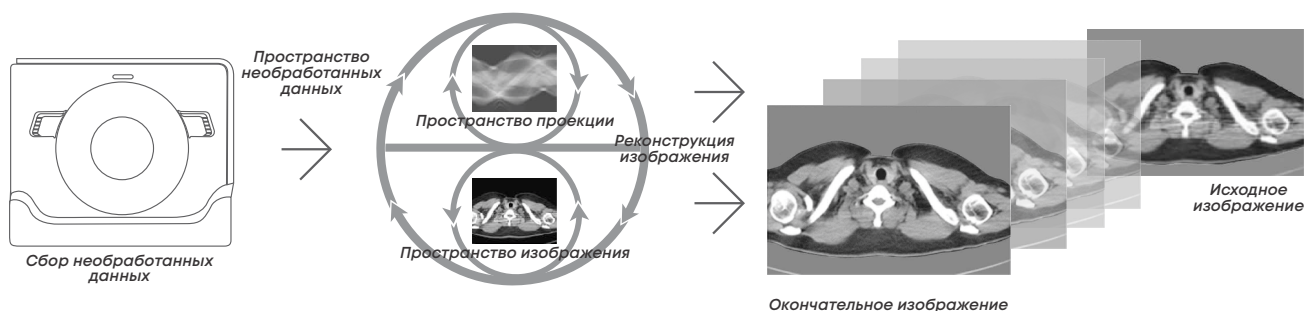 Сбор необработанных
данных
Пространство
необработанных
данных
Пространство проекции
Пространство изображения
Реконструкция
изображения
Окончательное изображение
Исходное
изображение